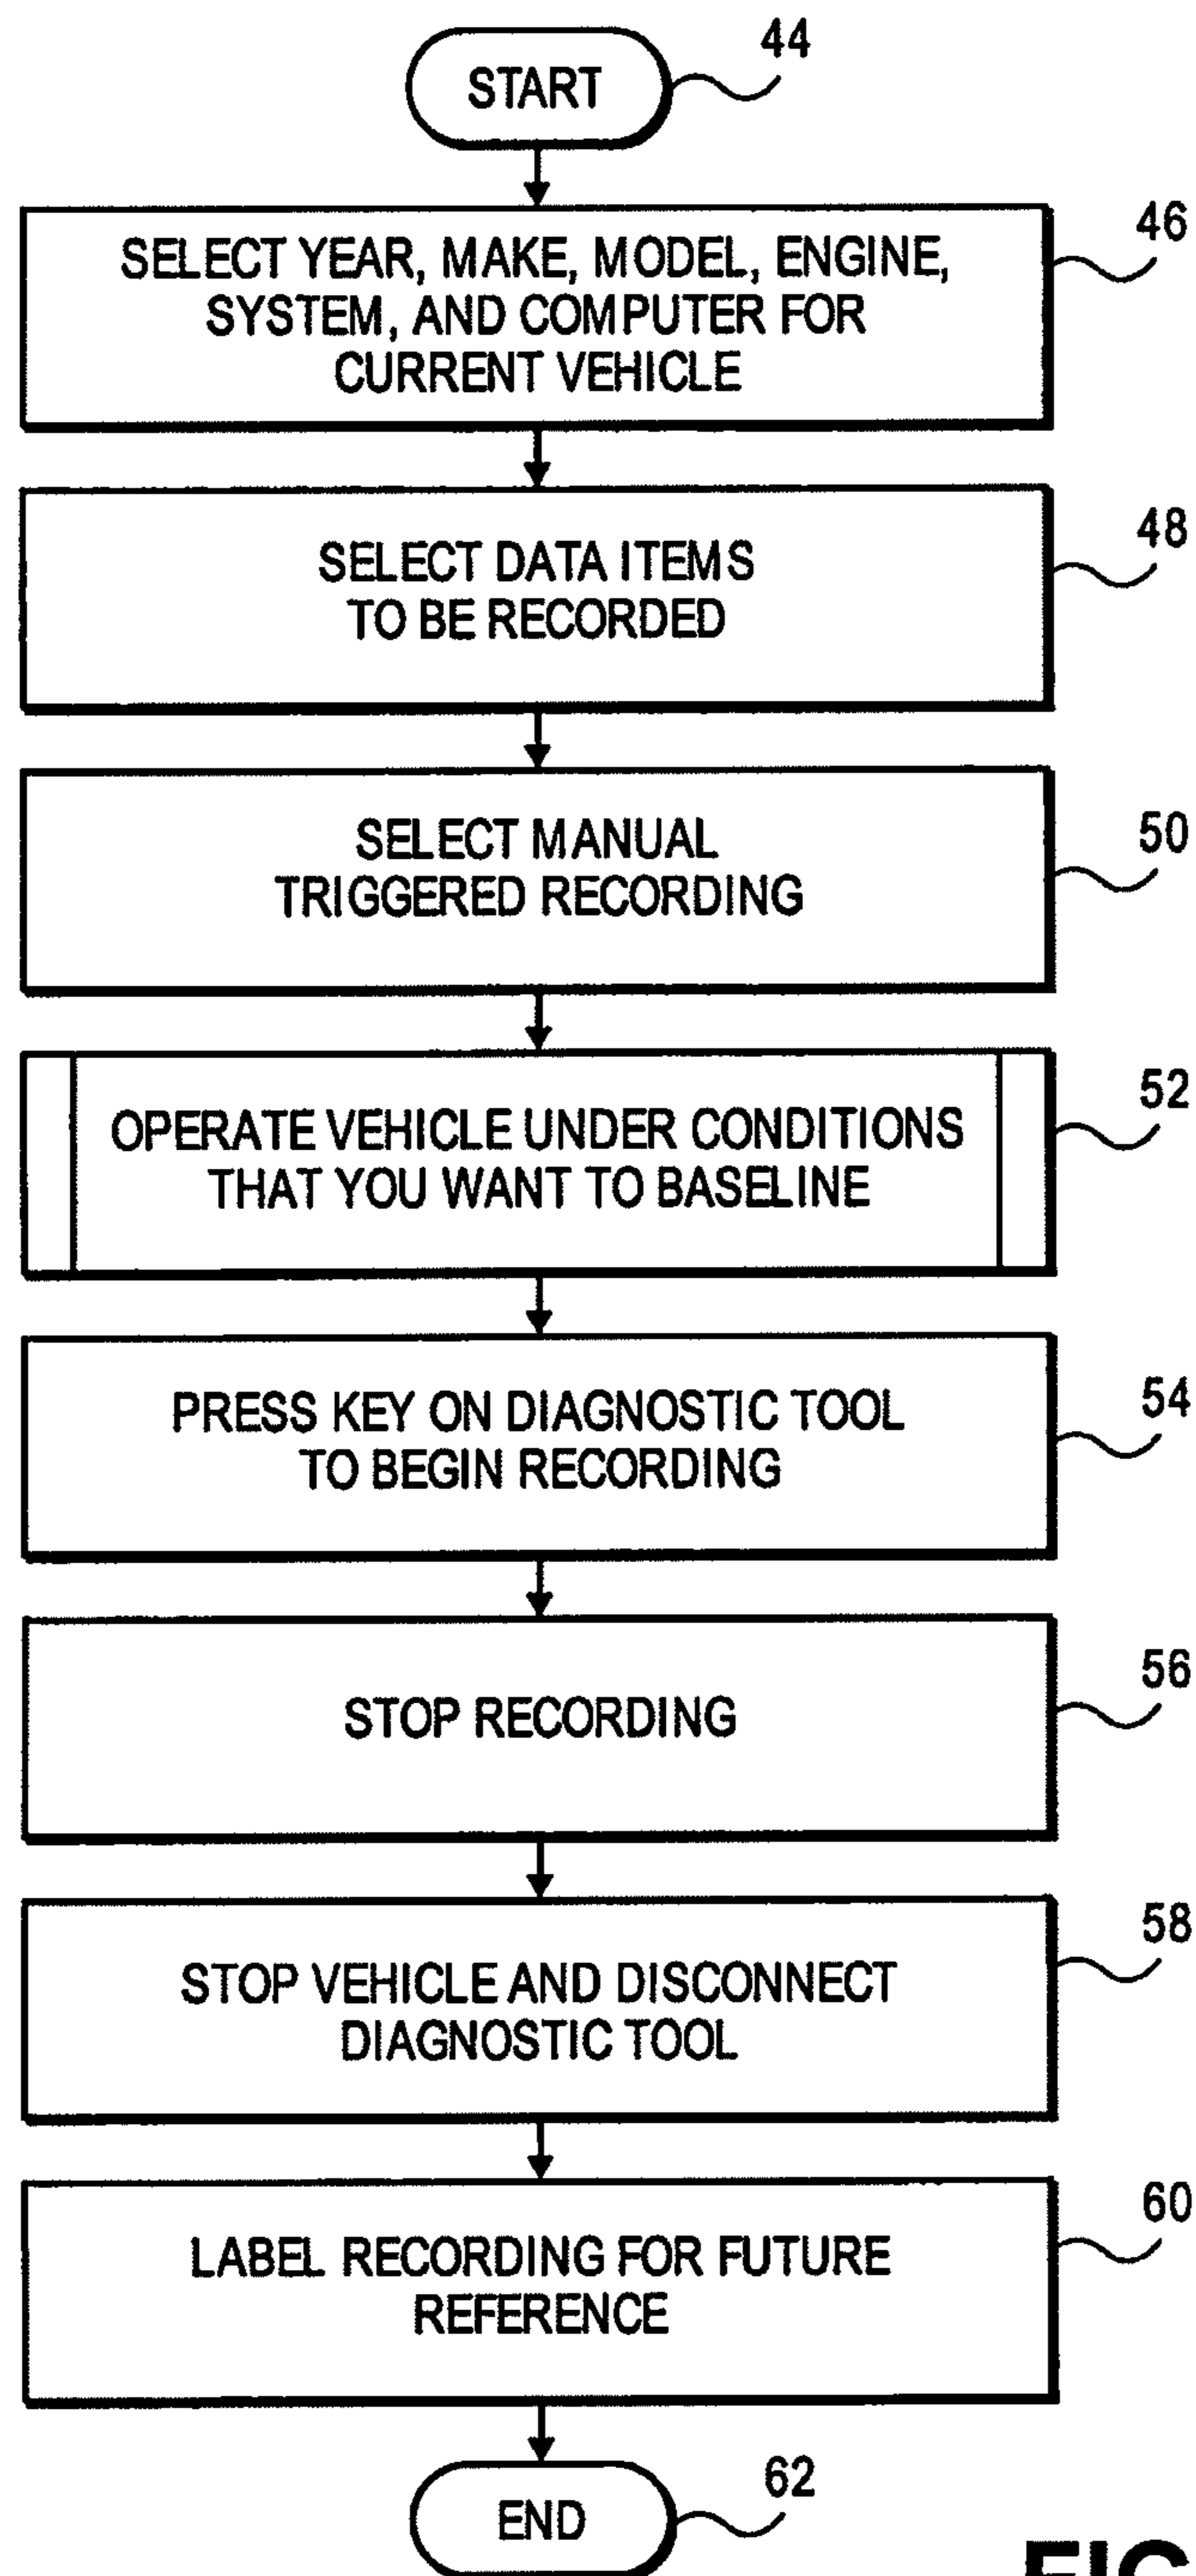 START
44
SELECT YEAR, MAKE, MODEL, ENGINE,
SYSTEM, AND COMPUTER FOR
CURRENT VEHICLE
46
SELECT DATA ITEMS
TO BE RECORDED
48
SELECT MANUAL
TRIGGERED RECORDING
50
OPERATE VEHICLE UNDER CONDITIONS
THAT YOU WANT TO BASELINE
52
PRESS KEY ON DIAGNOSTIC TOOL
TO BEGIN RECORDING
54
STOP RECORDING
56
STOP VEHICLE AND DISCONNECT
DIAGNOSTIC TOOL
58
LABEL RECORDING FOR FUTURE
REFERENCE
60
END
62
FIG